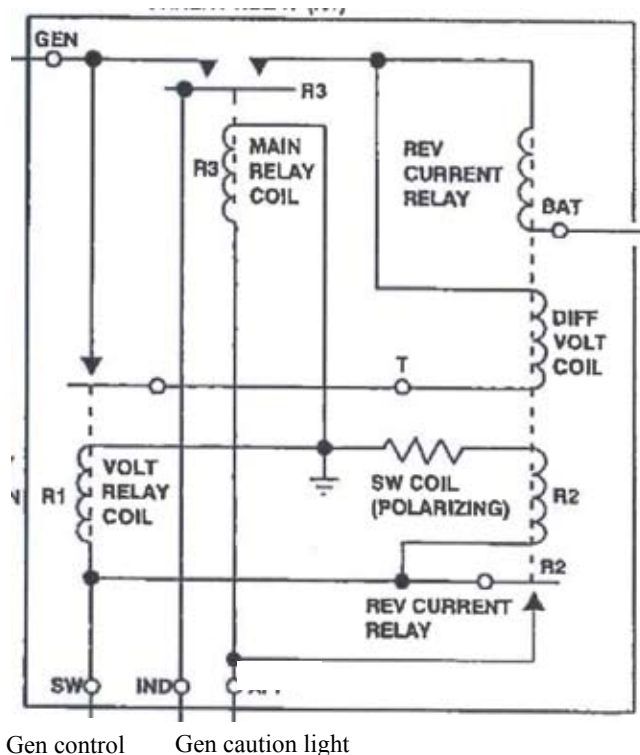 GEN
R3
R3
MAIN
RELAY
COIL
REV
CURRENT
RELAY
BAT
DIFF
VOLT
COIL
T
R1
VOLT
RELAY
COIL
SW COIL
(POLARIZING)
R2
R2
REV CURRENT
RELAY
SW
IND
Gen control
Gen caution light